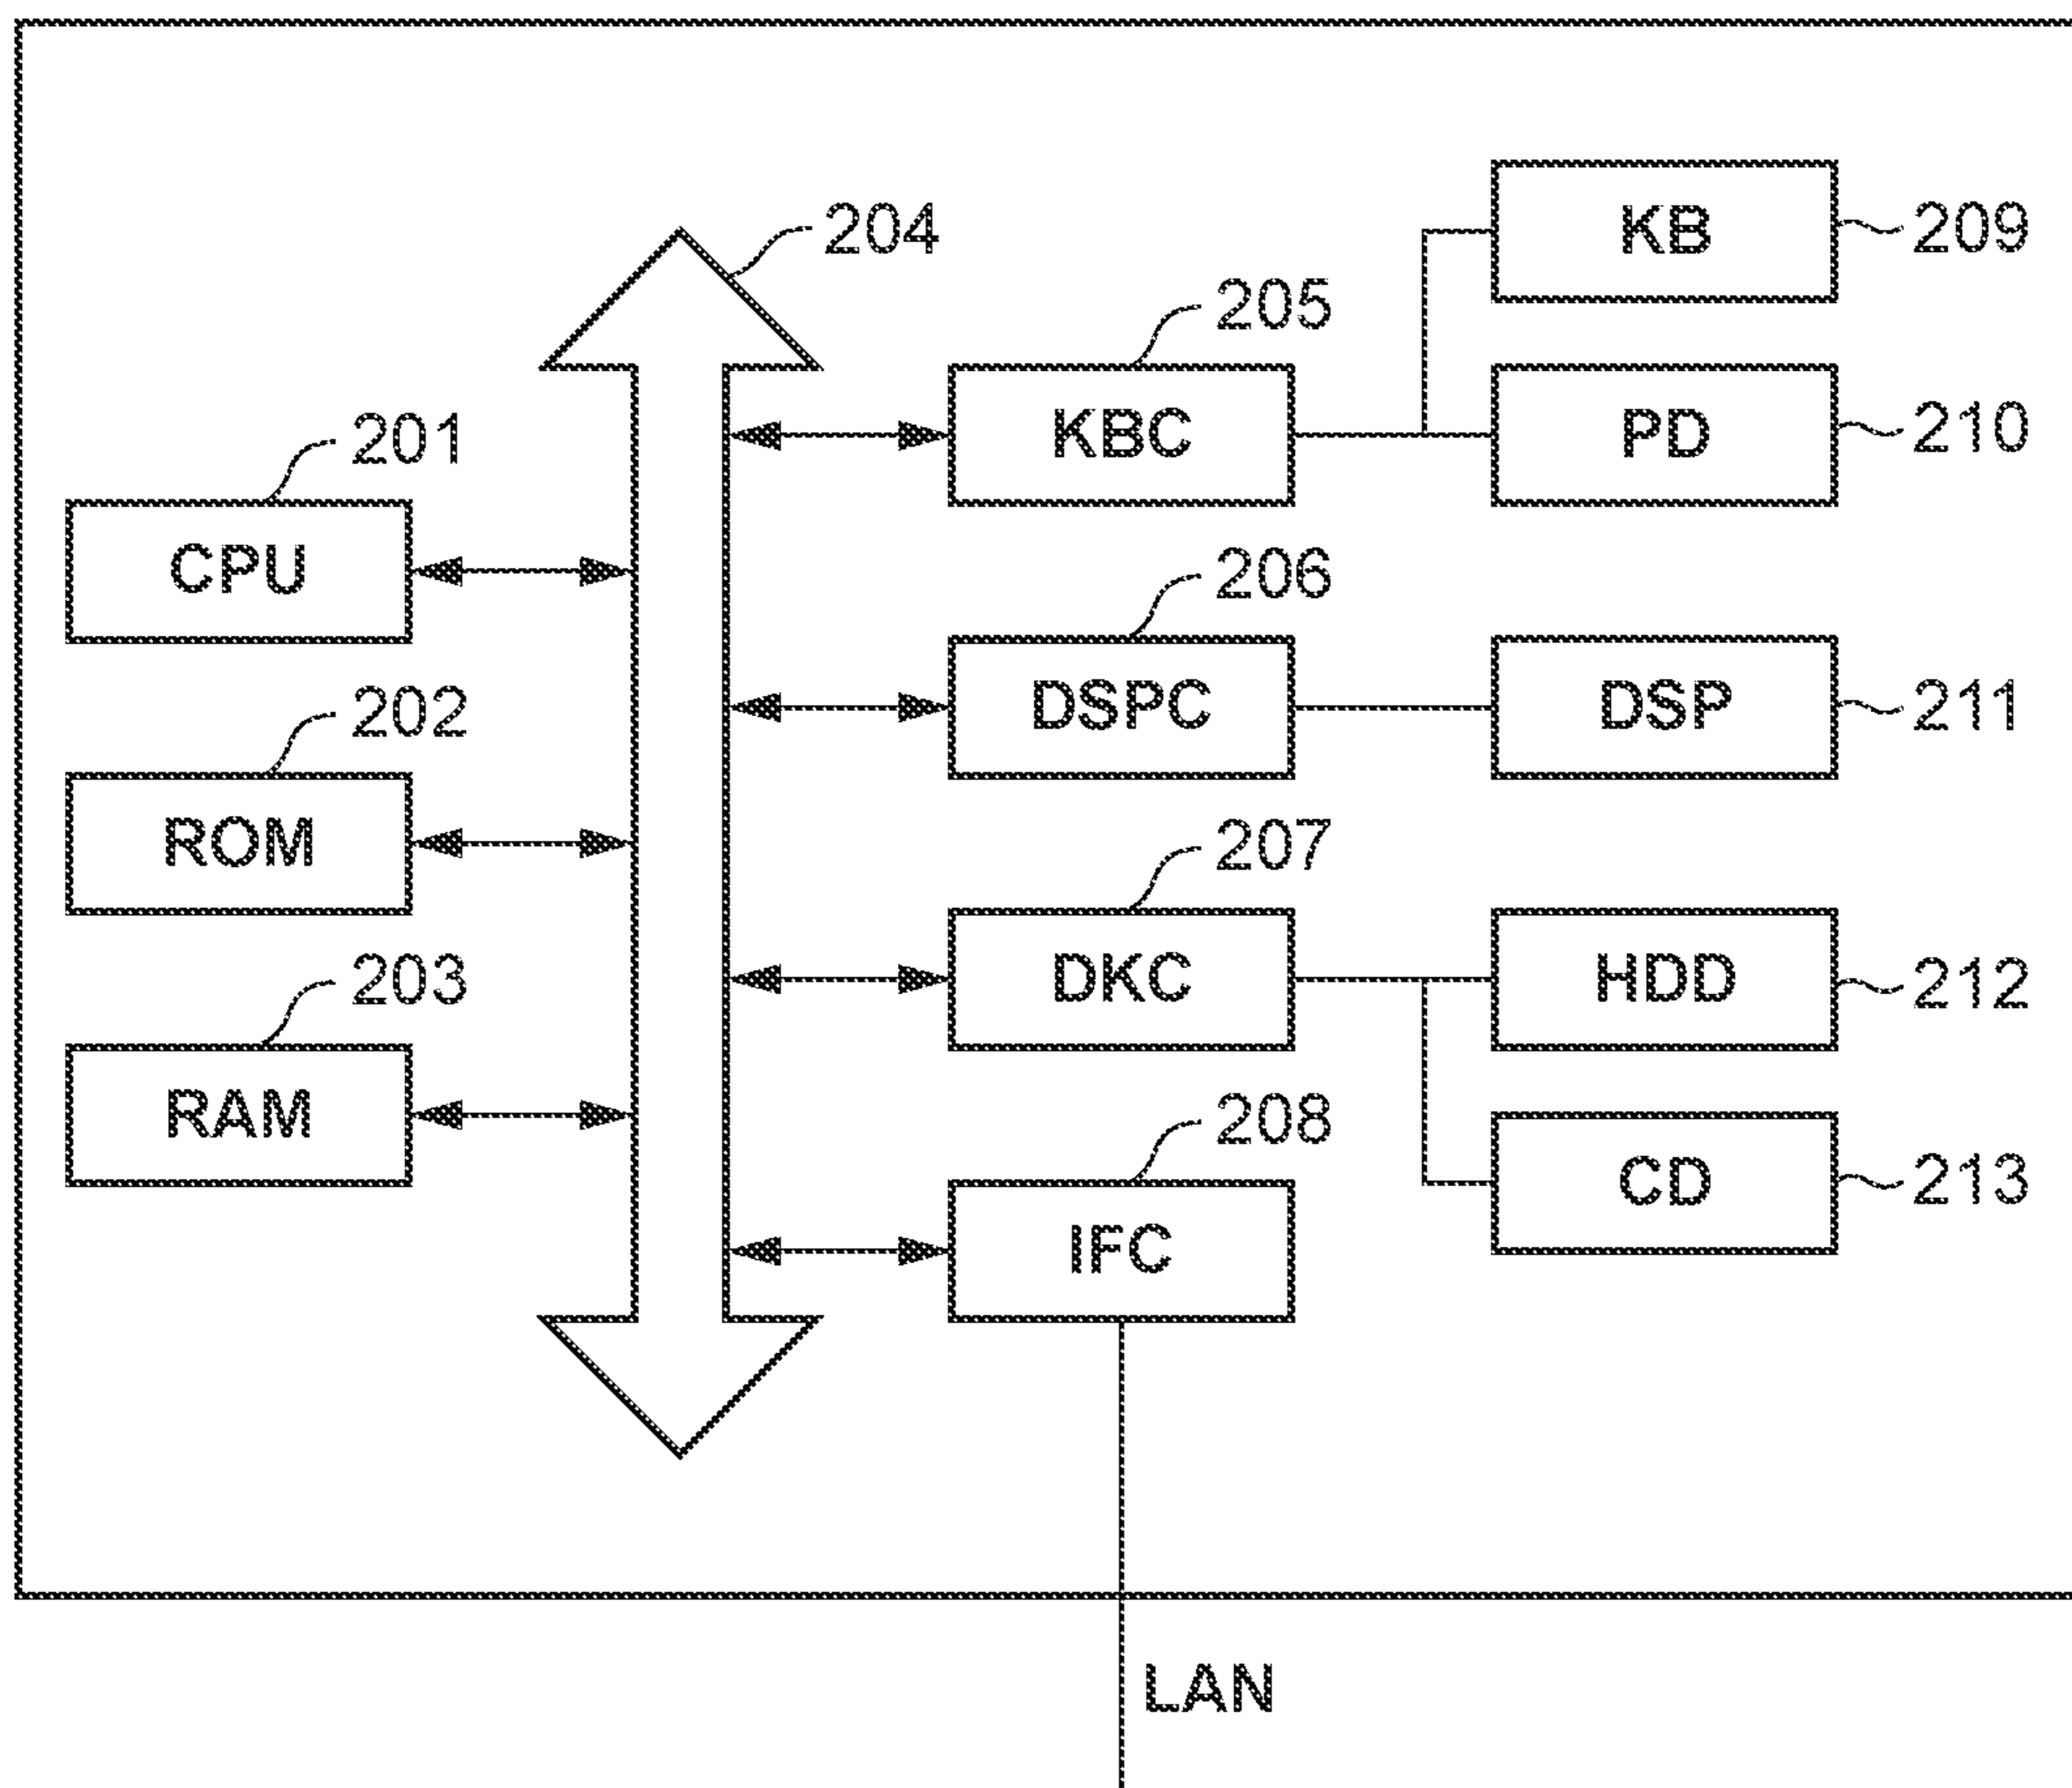 204
KB
209
205
KBC
PD
210
201
CPU
206
DSPC
DSP
211
202
ROM
207
DKC
HDD
212
203
RAM
208
IFC
CD
213
LAN